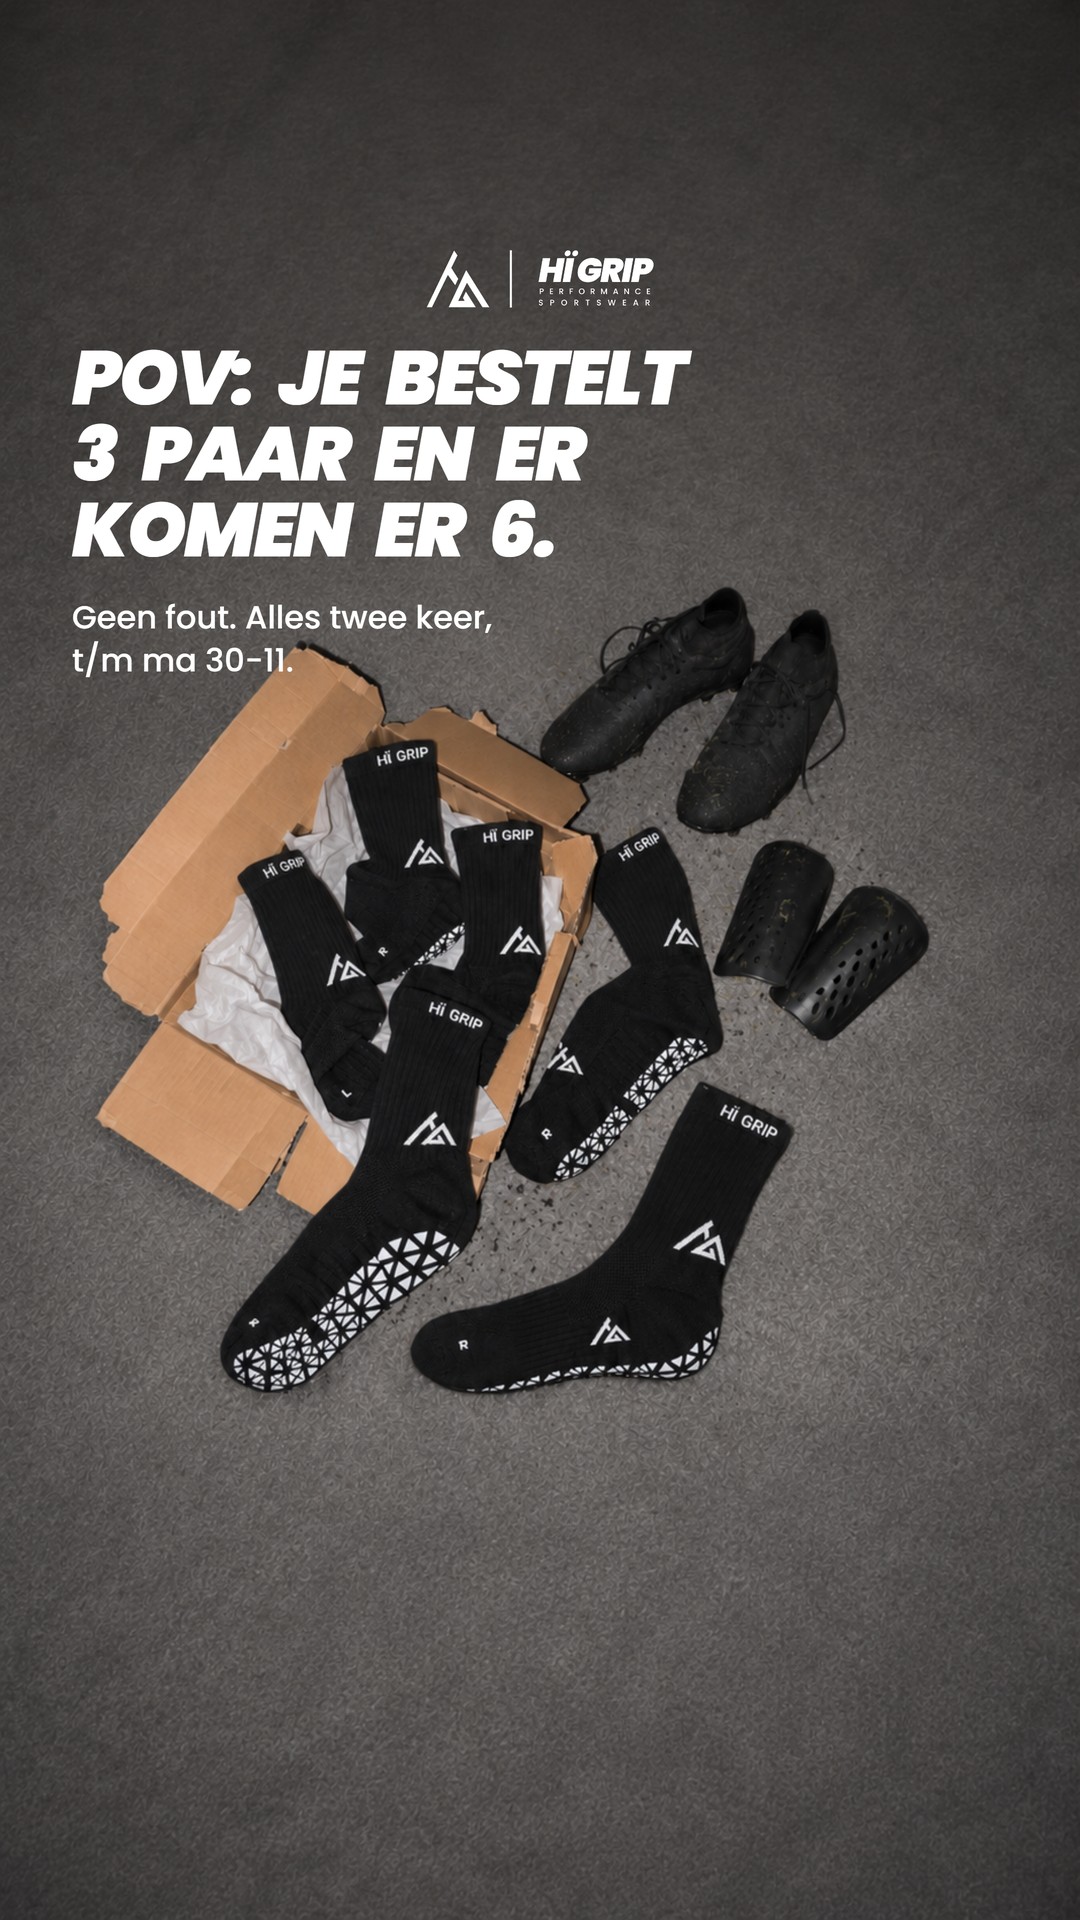 HÏ GRIP
PERFORMANCE
SPORTSWEAR
POV: JE BESTELT
3 PAAR EN ER
KOMEN ER 6.
Geen fout. Alles twee keer,
t/m ma 30-11.
HÏ GRIP
HÏ GRIP
HÏ GRIP
HÏ GRIP
R
HÏ GRIP
L
R
HÏ GRIP
R
R